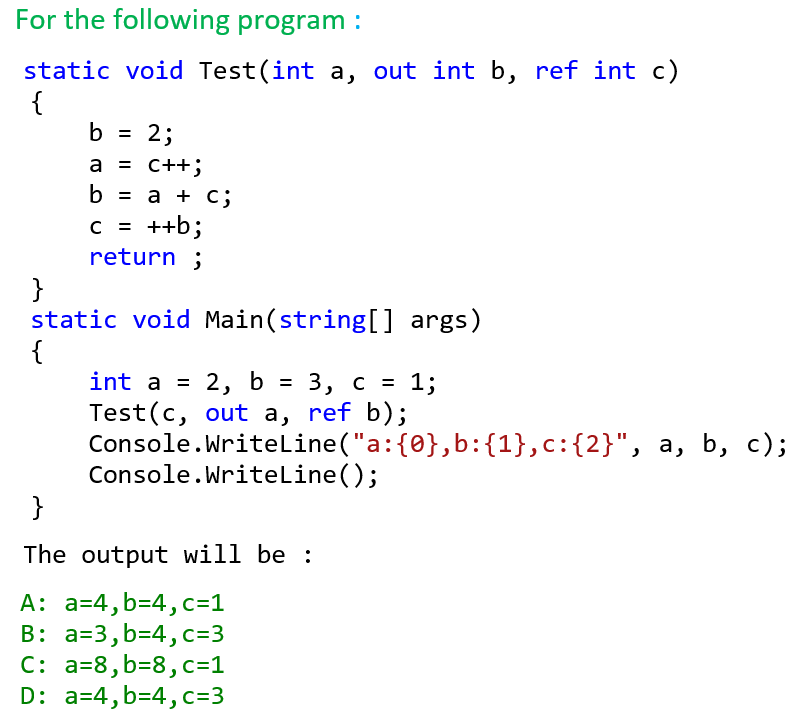 For the following program :
static void Test(int a, out int b, ref int c)
{
b = 2;
a = c++;
b = a + c;
c = ++b;
return ;
}
static void Main(string[] args)
{
int a = 2, b = 3, c = 1;
Test(c, out a, ref b);
Console.WriteLine("a:{0},b:{1},c:{2}", a, b, c);
Console.WriteLine();
}
The output will be :
A: a=4,b=4,c=1
B: a=3,b=4,c=3
C: a=8,b=8,c=1
D: a=4,b=4,c=3